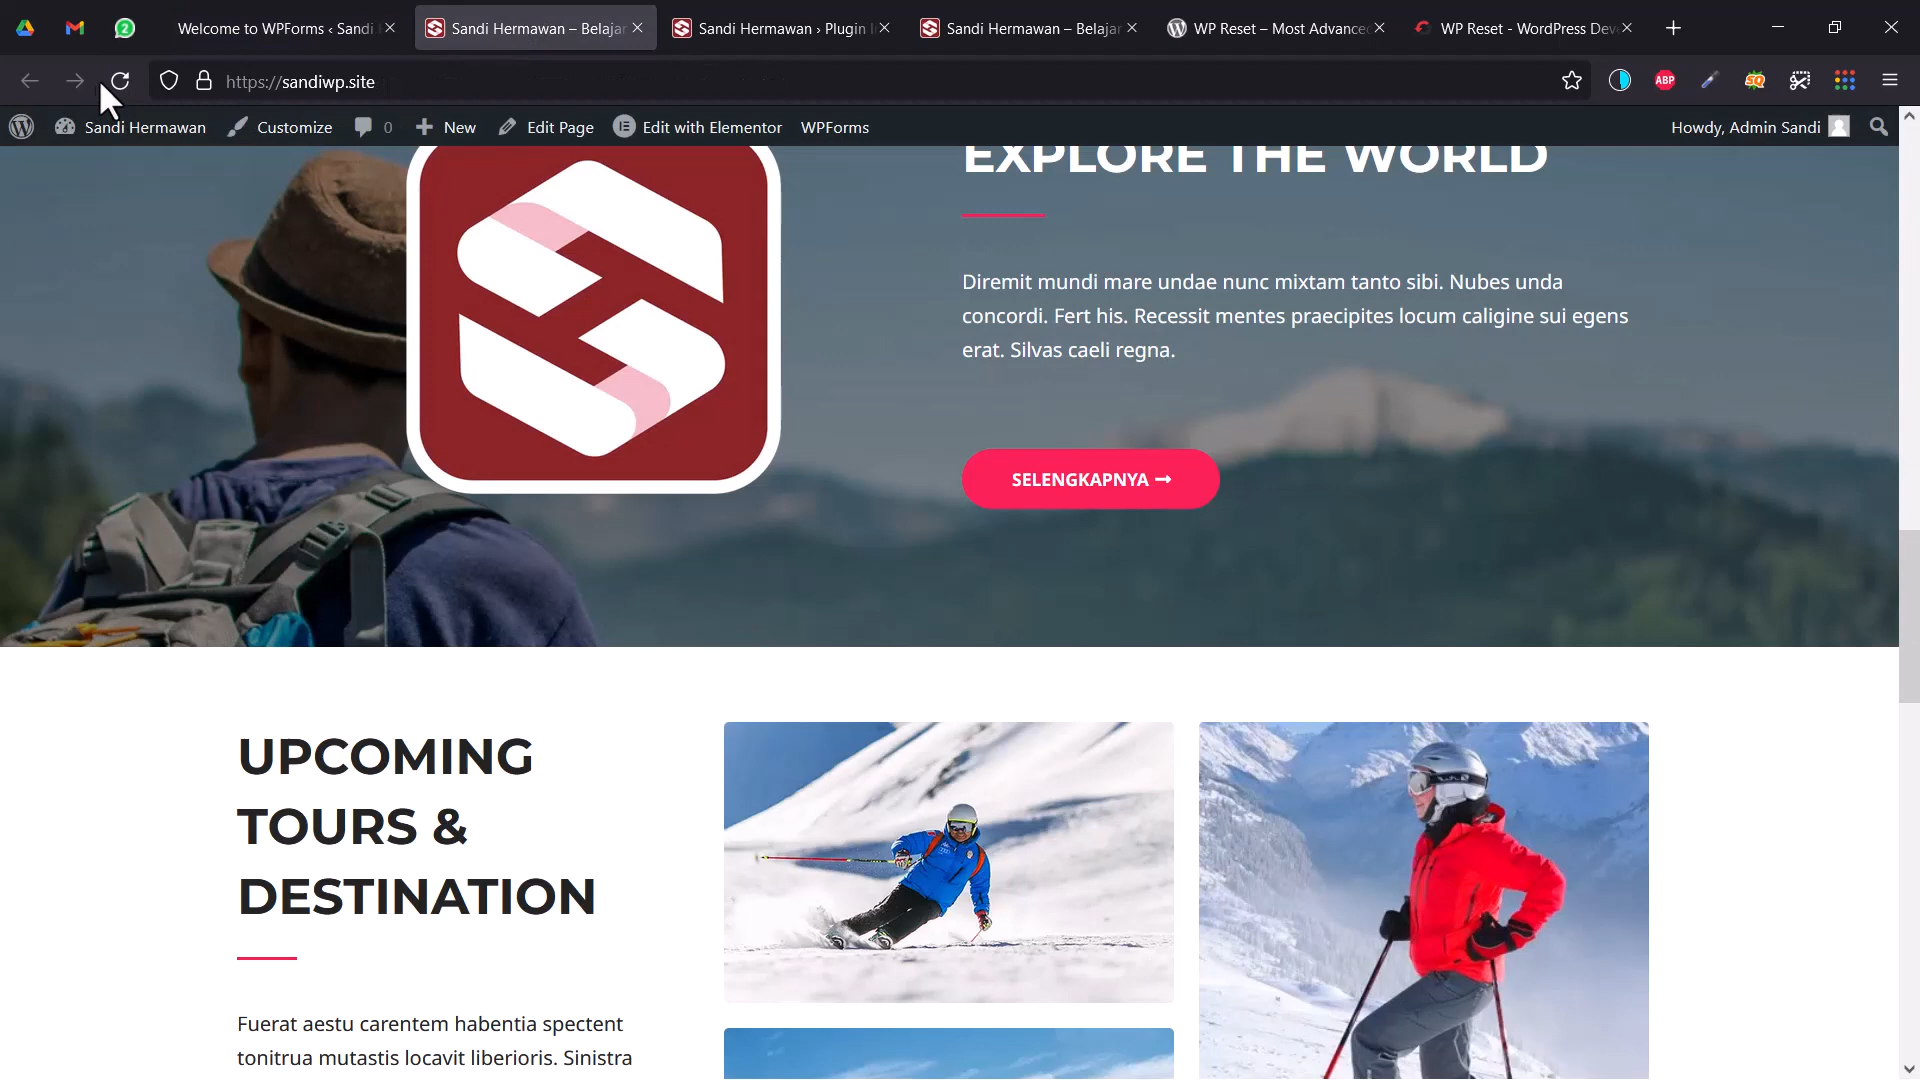 2
Welcome to WPForms ‹ Sandi
Sandi Hermawan – Belajar
Sandi Hermawan › Plugin I
Sandi Hermawan – Belajar
WP Reset – Most Advance
WP Reset - WordPress Dev
https://sandiwp.site
ABP
SQ
Sandi Hermawan
Customize
0
New
Edit Page
Edit with Elementor
WPForms
Howdy, Admin Sandi
EXPLORE THE WORLD
Diremit mundi mare undae nunc mixtam tanto sibi. Nubes unda
concordi. Fert his. Recessit mentes praecipites locum caligine sui egens
erat. Silvas caeli regna.
SELENGKAPNYA
UPCOMING
TOURS &
DESTINATION
Fuerat aestu carentem habentia spectent
tonitrua mutastis locavit liberioris. Sinistra